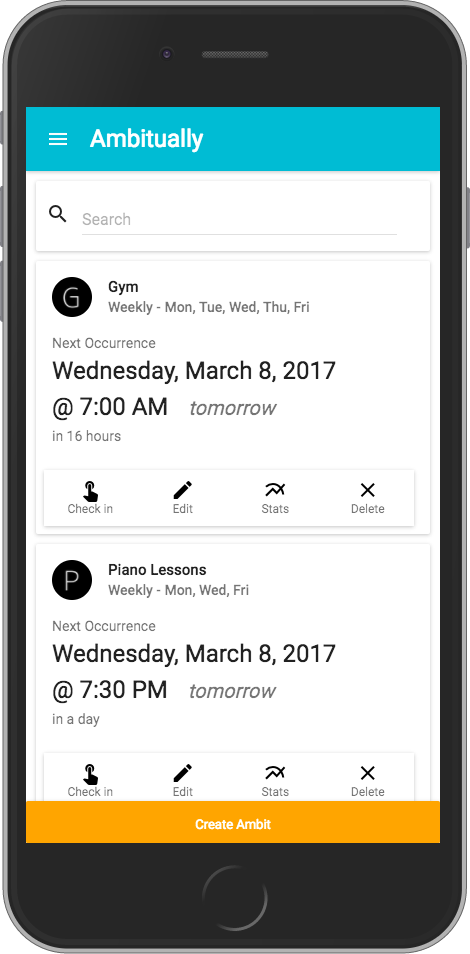 Ambitually
Search
G
Gym
Weekly - Mon, Tue, Wed, Thu, Fri
Next Occurrence
Wednesday, March 8, 2017
@ 7:00 AM tomorrow
in 16 hours
Check in Edit Stats Delete
P
Piano Lessons
Weekly - Mon, Wed, Fri
Next Occurrence
Wednesday, March 8, 2017
@ 7:30 PM tomorrow
in a day
Check in Edit Stats Delete
Create Ambit